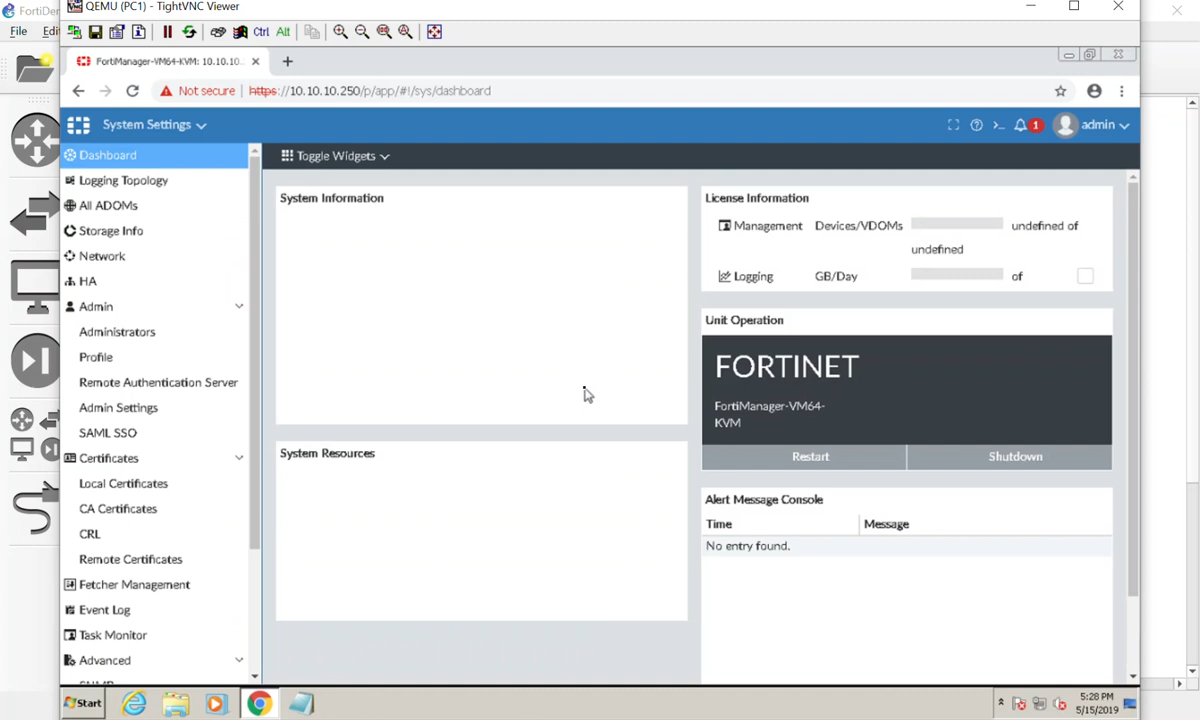 FortiDem
QEMU (PC1) - TightVNC Viewer
File Edi
Ctrl Alt
FortiManager-VM64-KVM: 10.10.10.
Not secure https://10.10.10.250/p/app/#!/sys/dashboard
System Settings
1
admin
Dashboard
Toggle Widgets
Logging Topology
All ADOMs
Storage Info
Network
HA
Admin
Administrators
Profile
Remote Authentication Server
Admin Settings
SAML SSO
Certificates
Local Certificates
CA Certificates
CRL
Remote Certificates
Fetcher Management
Event Log
Task Monitor
Advanced
System Information
System Resources
License Information
Management Devices/VDOMs undefined of
undefined
Logging GB/Day of
Unit Operation
FORTINET
FortiManager-VM64-
KVM
Restart Shutdown
Alert Message Console
Time Message
No entry found.
Start
5:28 PM
5/15/2019